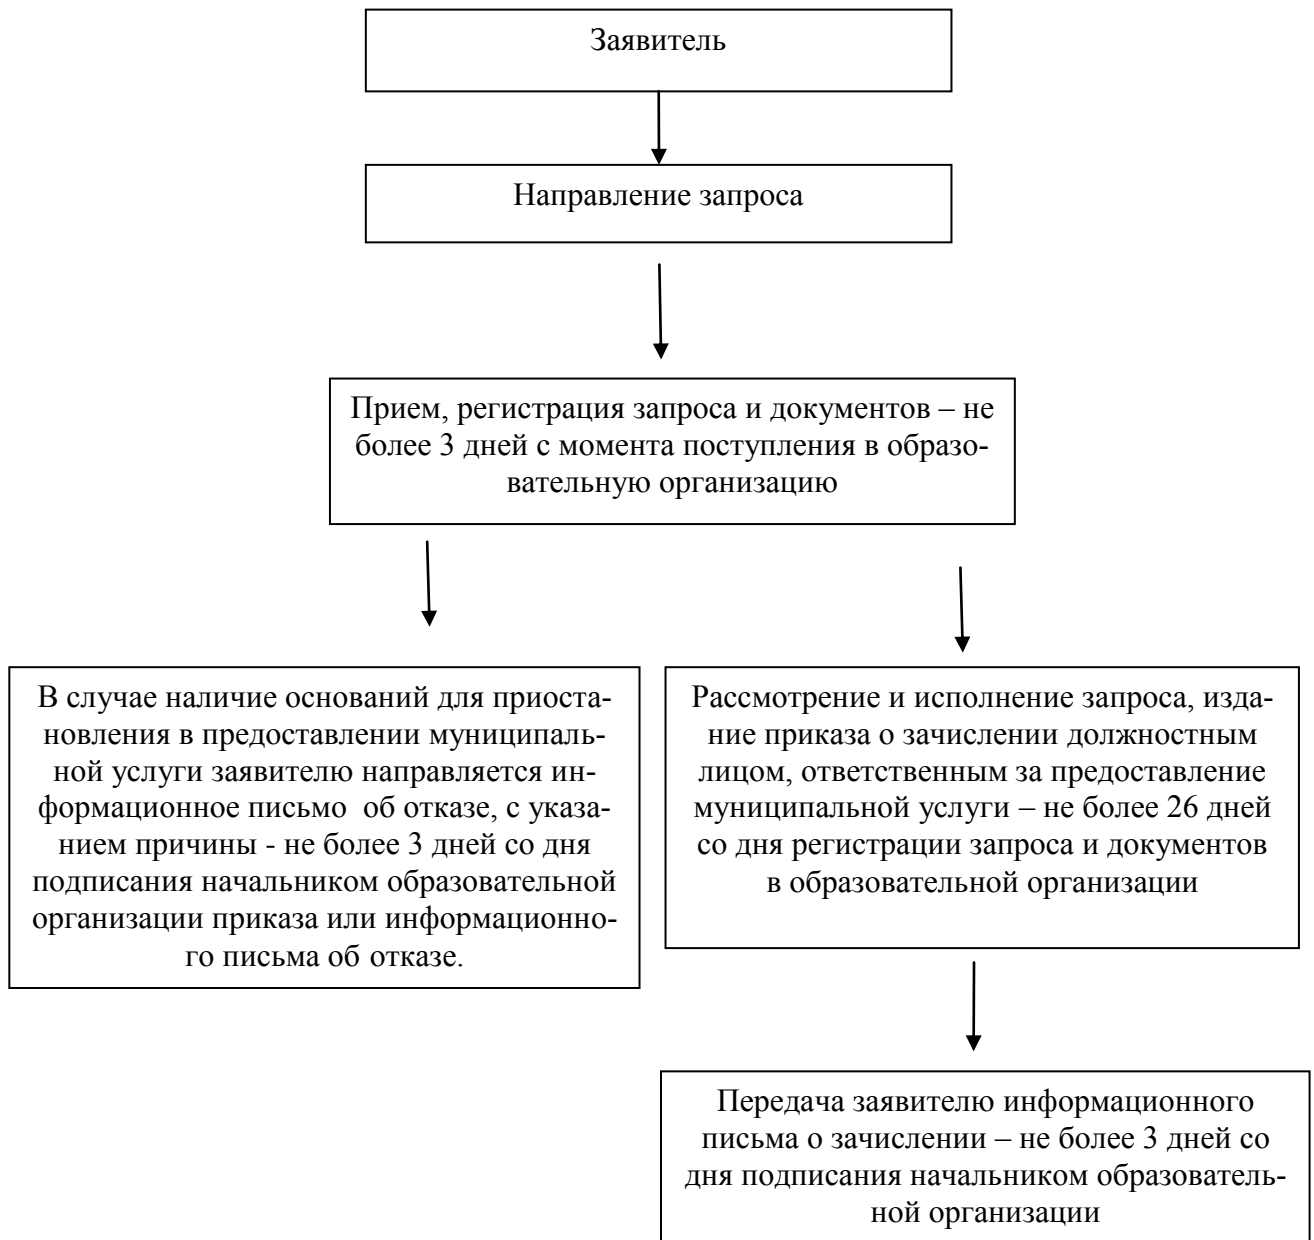 Заявитель
Направление запроса
Прием, регистрация запроса и документов – не
более 3 дней с момента поступления в образо-
вательную организацию
В случае наличие оснований для приоста-
новления в предоставлении муниципаль-
ной услуги заявителю направляется ин-
формационное письмо  об отказе, с указа-
нием причины - не более 3 дней со дня
подписания начальником образовательной
организации приказа или информационно-
го письма об отказе.
Рассмотрение и исполнение запроса, изда-
ние приказа о зачислении должностным
лицом, ответственным за предоставление
муниципальной услуги – не более 26 дней
со дня регистрации запроса и документов
в образовательной организации
Передача заявителю информационного
письма о зачислении – не более 3 дней со
дня подписания начальником образователь-
ной организации